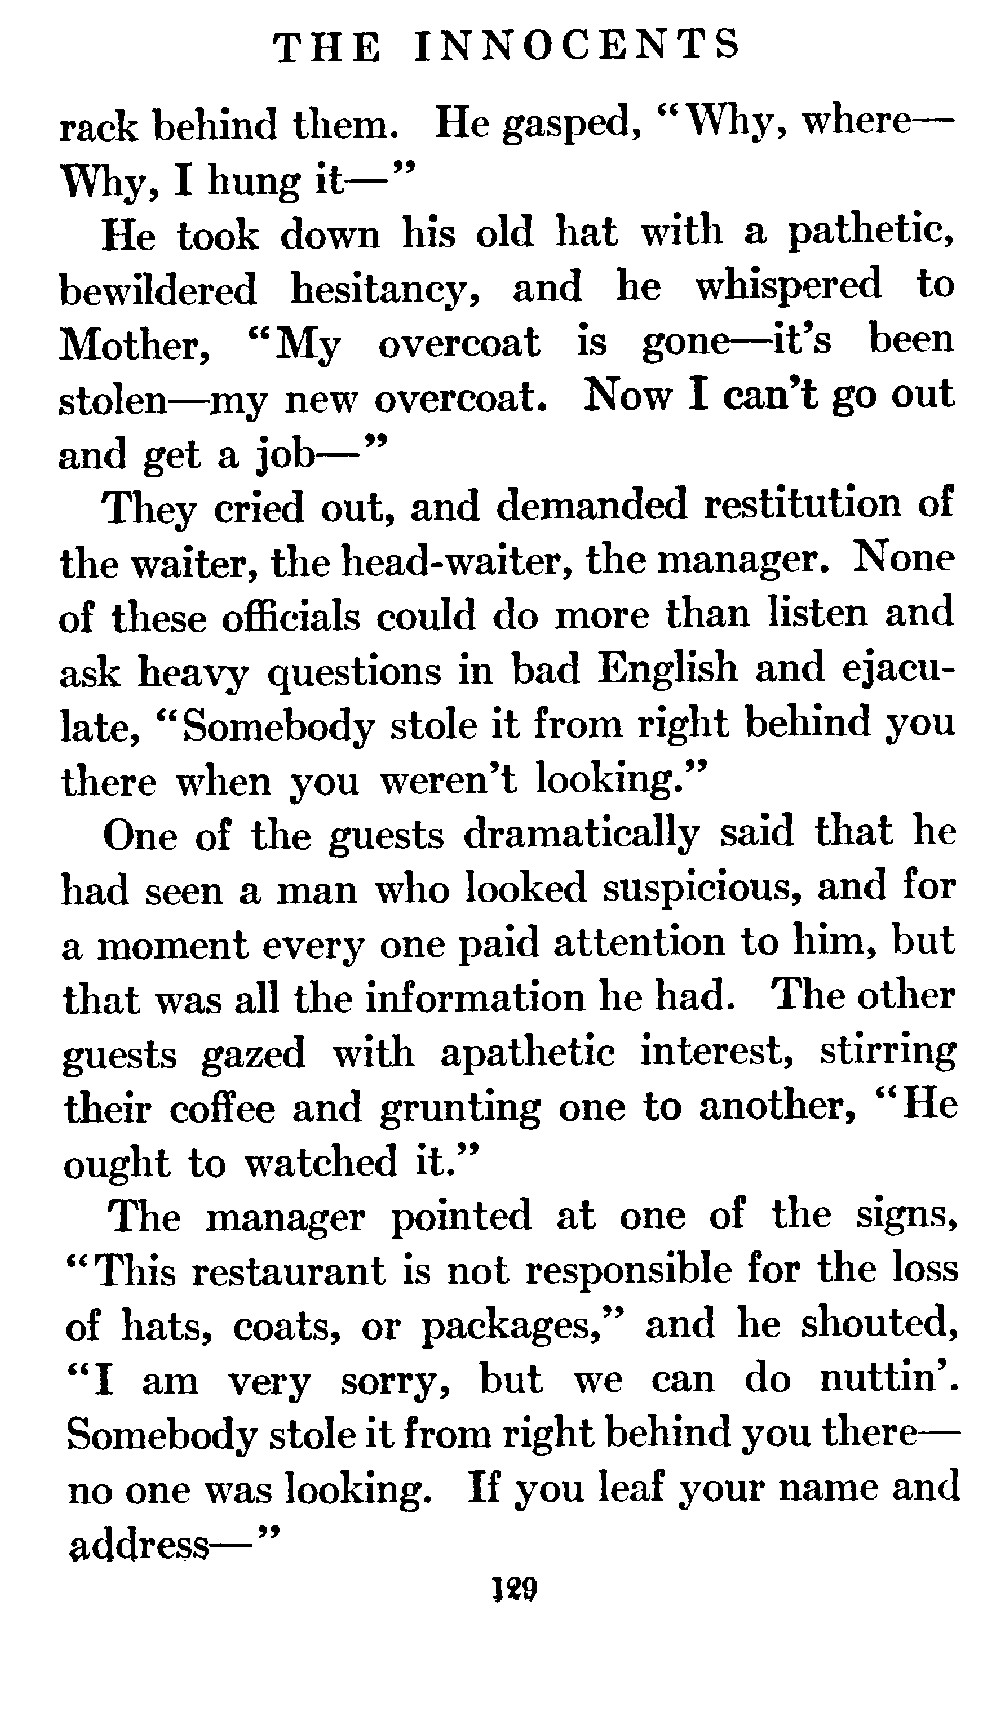 THE INNOCENTS
rack behind them. He gasped, “Why, where—
Why, I hung it—”
He took down his old hat with a pathetic,
bewildered hesitancy, and he whispered to
Mother, “My overcoat is gone—it’s been
stolen—my new overcoat. Now I can’t go out
and get a job—”
They cried out, and demanded restitution of
the waiter, the head-waiter, the manager. None
of these officials could do more than listen and
ask heavy questions in bad English and ejacu-
late, “Somebody stole it from right behind you
there when you weren’t looking.”
One of the guests dramatically said that he
had seen a man who looked suspicious, and for
a moment every one paid attention to him, but
that was all the information he had. The other
guests gazed with apathetic interest, stirring
their coffee and grunting one to another, “He
ought to watched it.”
The manager pointed at one of the signs,
“This restaurant is not responsible for the loss
of hats, coats, or packages,” and he shouted,
“I am very sorry, but we can do nuttin’.
Somebody stole it from right behind you there—
no one was looking. If you leaf your name and
address—”
129